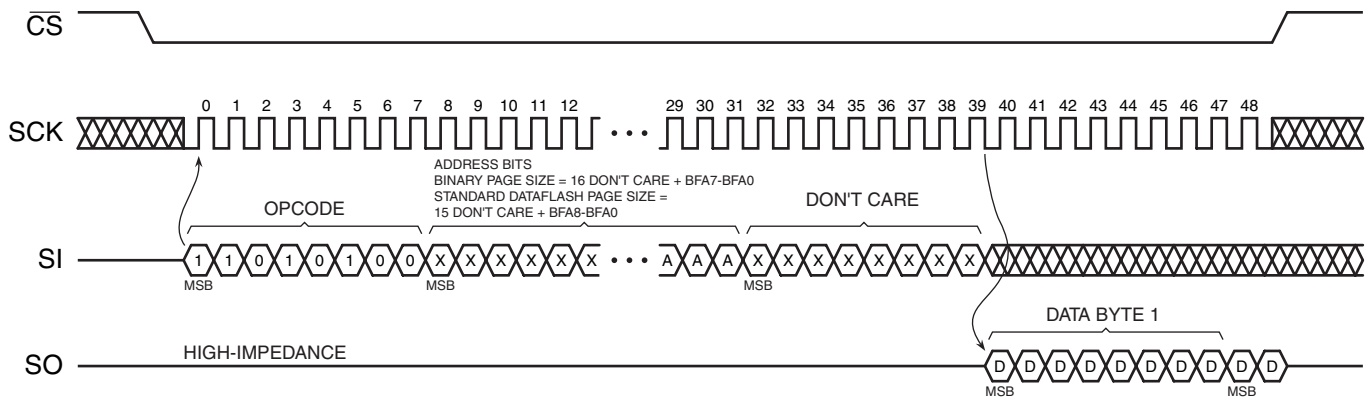 CS
0 1 2 3 4 5 6 7 8 9 10 11 12 29 30 31 32 33 34 35 36 37 38 39 40 41 42 43 44 45 46 47 48
SCK • • •
ADDRESS BITS
BINARY PAGE SIZE = 16 DON'T CARE + BFA7-BFA0
STANDARD DATAFLASH PAGE SIZE =
15 DON'T CARE + BFA8-BFA0
OPCODE
DON'T CARE
SI 1 1 0 1 0 1 0 0 X X X X X X • • • A A A X X X X X X X X
MSB MSB MSB
DATA BYTE 1
SO HIGH-IMPEDANCE D D D D D D D D D D
MSB MSB